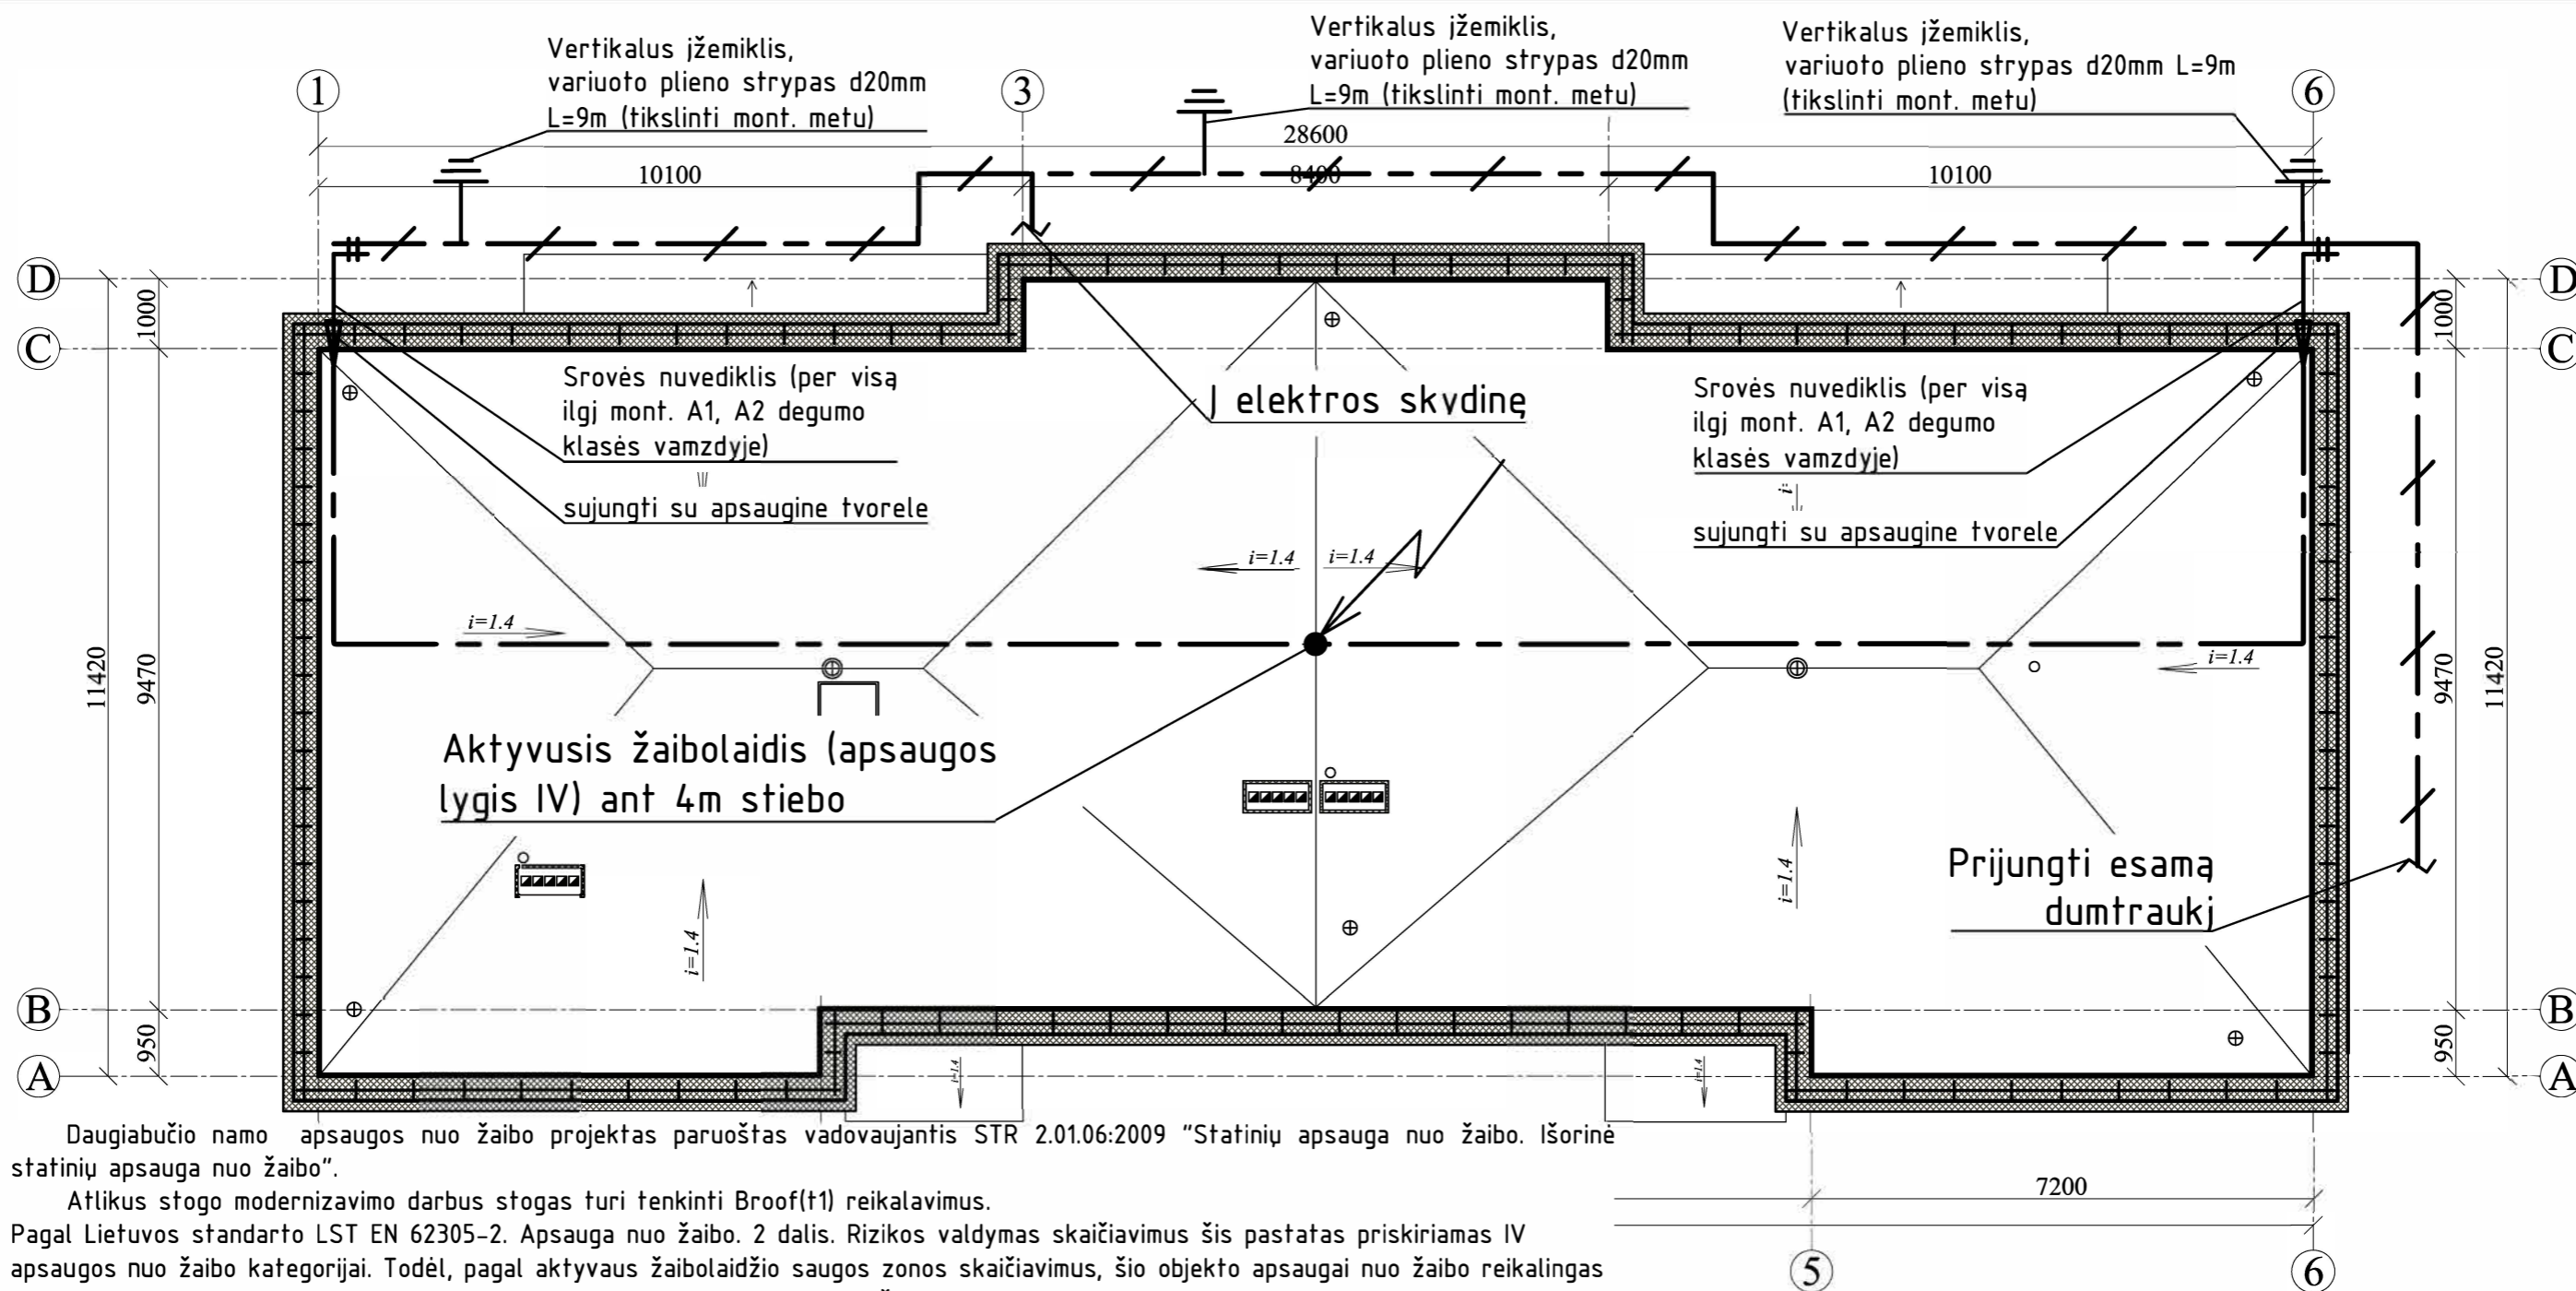 Vertikalus įžemiklis,
variuoto plieno strypas d20mm
L=9m (tikslinti mont. metu)
Vertikalus įžemiklis,
variuoto plieno strypas d20mm
L=9m (tikslinti mont. metu)
Vertikalus įžemiklis,
variuoto plieno strypas d20mm L=9m
(tikslinti mont. metu)
1
3
6
28600
10100
8400
10100
D
D
C
C
1000
1000
Srovės nuvediklis (per visą
ilgį mont. A1, A2 degumo
klasės vamzdyje)
sujungti su apsaugine tvorele
Į elektros skydinę
Srovės nuvediklis (per visą
ilgį mont. A1, A2 degumo
klasės vamzdyje)
sujungti su apsaugine tvorele
i=1.4
i=1.4
i=1.4
i=1.4
11420
9470
9470
11420
Aktyvusis žaibolaidis (apsaugos
lygis IV) ant 4m stiebo
Prijungti esamą
dumtraukį
i=1.4
i=1.4
B
B
950
950
A
A
i=1.4
i=1.4
Daugiabučio namo apsaugos nuo žaibo projektas paruoštas vadovaujantis STR 2.01.06:2009 "Statinių apsauga nuo žaibo. Išorinė
statinių apsauga nuo žaibo".
Atlikus stogo modernizavimo darbus stogas turi tenkinti Broof(t1) reikalavimus.
Pagal Lietuvos standarto LST EN 62305-2. Apsauga nuo žaibo. 2 dalis. Rizikos valdymas skaičiavimus šis pastatas priskiriamas IV
apsaugos nuo žaibo kategorijai. Todėl, pagal aktyvaus žaibolaidžio saugos zonos skaičiavimus, šio objekto apsaugai nuo žaibo reikalingas
7200
5
6